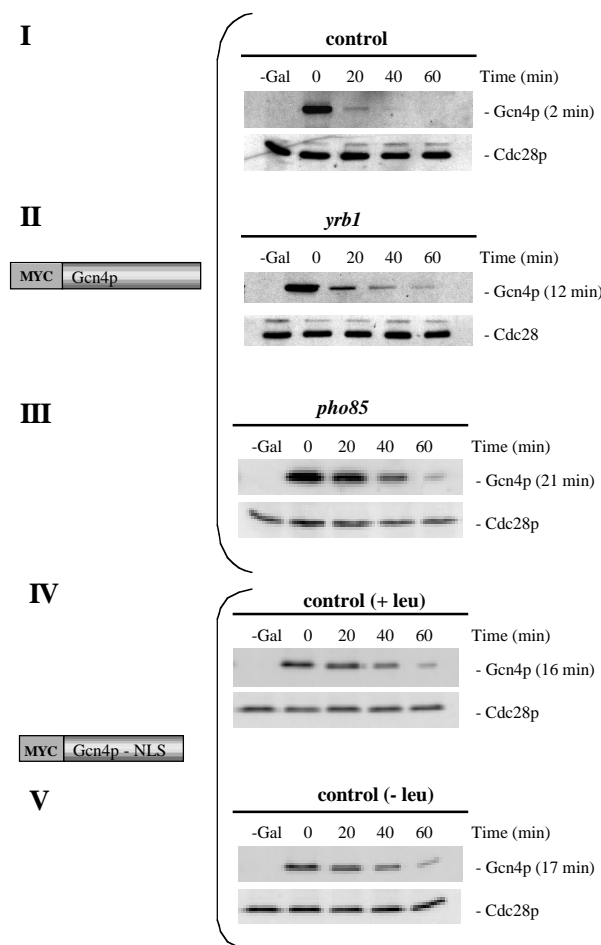 I
control
-Gal 0 20 40 60 Time (min)
- Gcn4p (2 min)
- Cdc28p
II
yrb1
MYC Gcn4p
-Gal 0 20 40 60 Time (min)
- Gcn4p (12 min)
- Cdc28
III
pho85
-Gal 0 20 40 60 Time (min)
- Gcn4p (21 min)
- Cdc28p
IV
control (+ leu)
-Gal 0 20 40 60 Time (min)
- Gcn4p (16 min)
- Cdc28p
MYC Gcn4p - NLS
V
control (- leu)
-Gal 0 20 40 60 Time (min)
- Gcn4p (17 min)
- Cdc28p